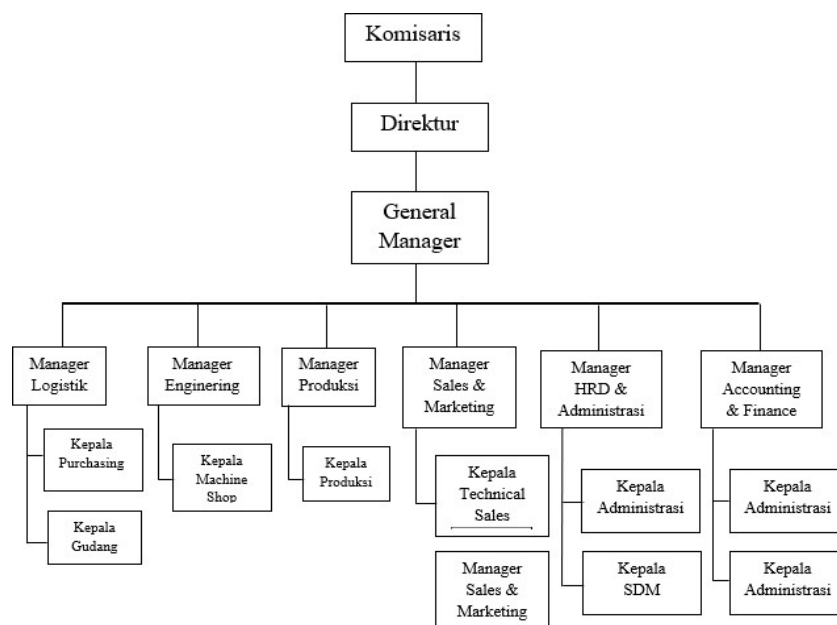 Komisaris
Direktur
General
Manager
Manager
Logistik
Manager
Enginering
Manager
Produksi
Manager
Sales &
Marketing
Manager
HRD &
Administrasi
Manager
Accounting
& Finance
Kepala
Purchasing
Kepala
Machine
Shop
Kepala
Produksi
Kepala
Technical
Sales
Kepala
Administrasi
Kepala
Administrasi
Kepala
Gudang
Manager
Sales &
Marketing
Kepala
SDM
Kepala
Administrasi